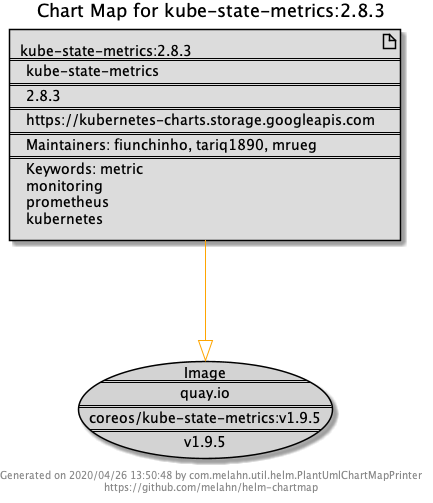 Chart Map for kube-state-metrics:2.8.3
kube-state-metrics:2.8.3
kube-state-metrics
2.8.3
https://kubernetes-charts.storage.googleapis.com
Maintainers: fiunchinho, tariq1890, mrueg
Keywords: metric
monitoring
prometheus
kubernetes
Image
quay.io
coreos/kube-state-metrics:v1.9.5
v1.9.5
Generated on 2020/04/26 13:50:48 by com.melahn.util.helm.PlantUmlChartMapPrinter
https://github.com/melahn/helm-chartmap